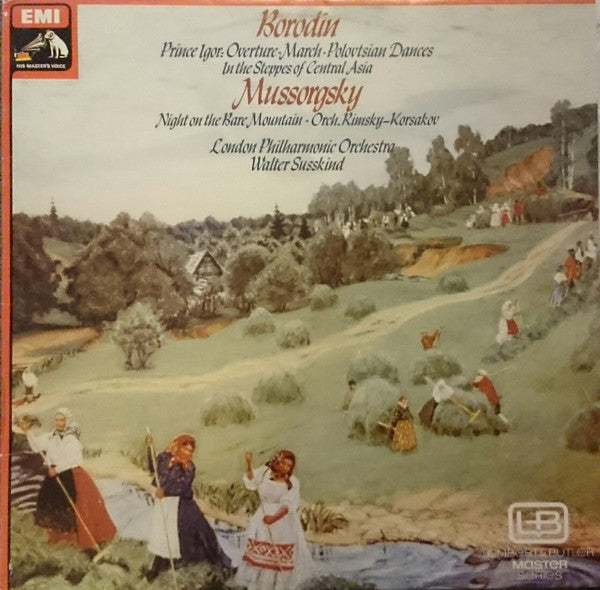 EMI
HIS MASTER'S VOICE
Borodin
Prince Igor: Overture-March-Polovtsian Dances
In the Steppes of Central Asia
Mussorgsky
Night on the Bare Mountain - Orch. Rimsky-Korsakov
London Philharmonic Orchestra
Walter Susskind
LB
LAMBERT & BUTLER
MASTER
SERIES